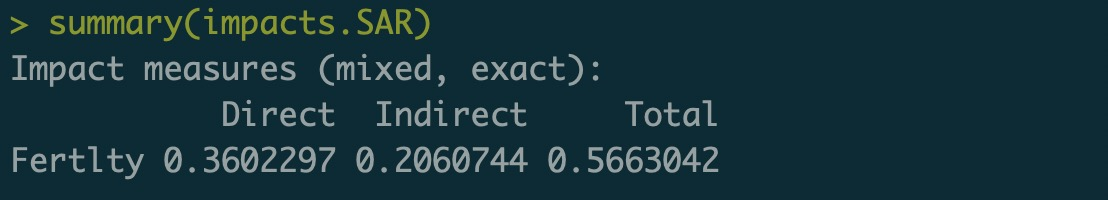 > summary(impacts.SAR)
Impact measures (mixed, exact):
Direct Indirect Total
Fertlty 0.3602297 0.2060744 0.5663042